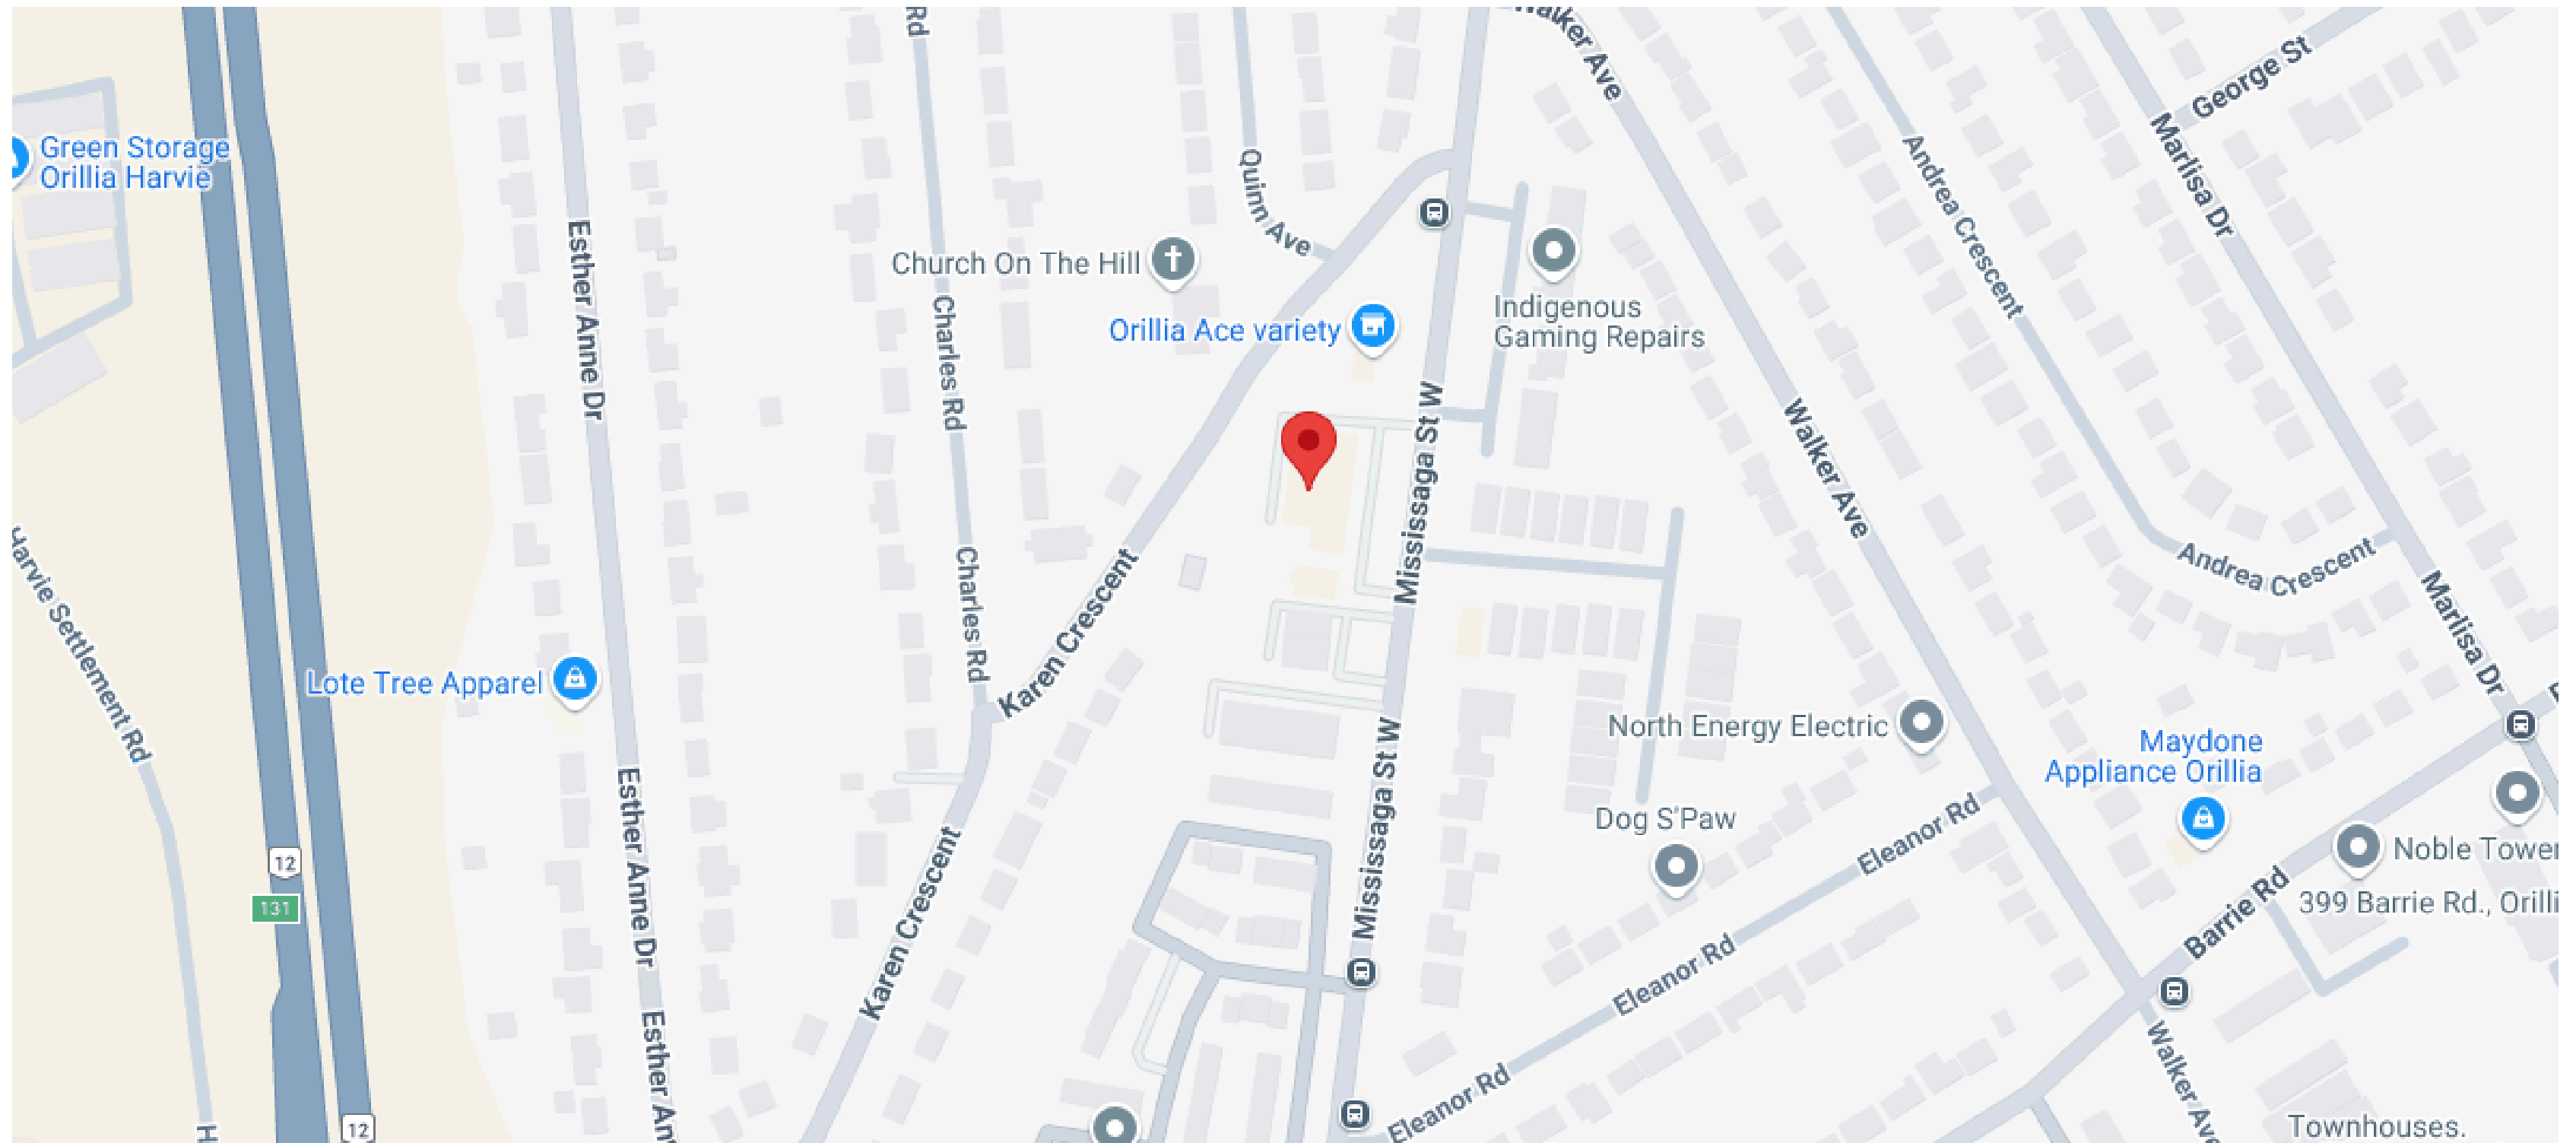 Rd
Walker Ave
George St
Green Storage
Orillia Harvie
Marlisa Dr
Andrea Crescent
Quinn Ave
Esther Anne Dr
Church On The Hill
Charles Rd
Orillia Ace variety
Indigenous
Gaming Repairs
Mississaga St W
Walker Ave
Harvie Settlement Rd
Charles Rd
Karen Crescent
Mississaga St W
Andrea Crescent
Marlisa Dr
Lote Tree Apparel
North Energy Electric
Maydone
Appliance Orillia
Esther Anne Dr
Mississaga St W
Dog S'Paw
Eleanor Rd
Noble Tower
12
131
Karen Crescent
399 Barrie Rd., Orilli
Barrie Rd
Eleanor Rd
Esther An
Walker Ave
Eleanor Rd
12
H
Townhouses.